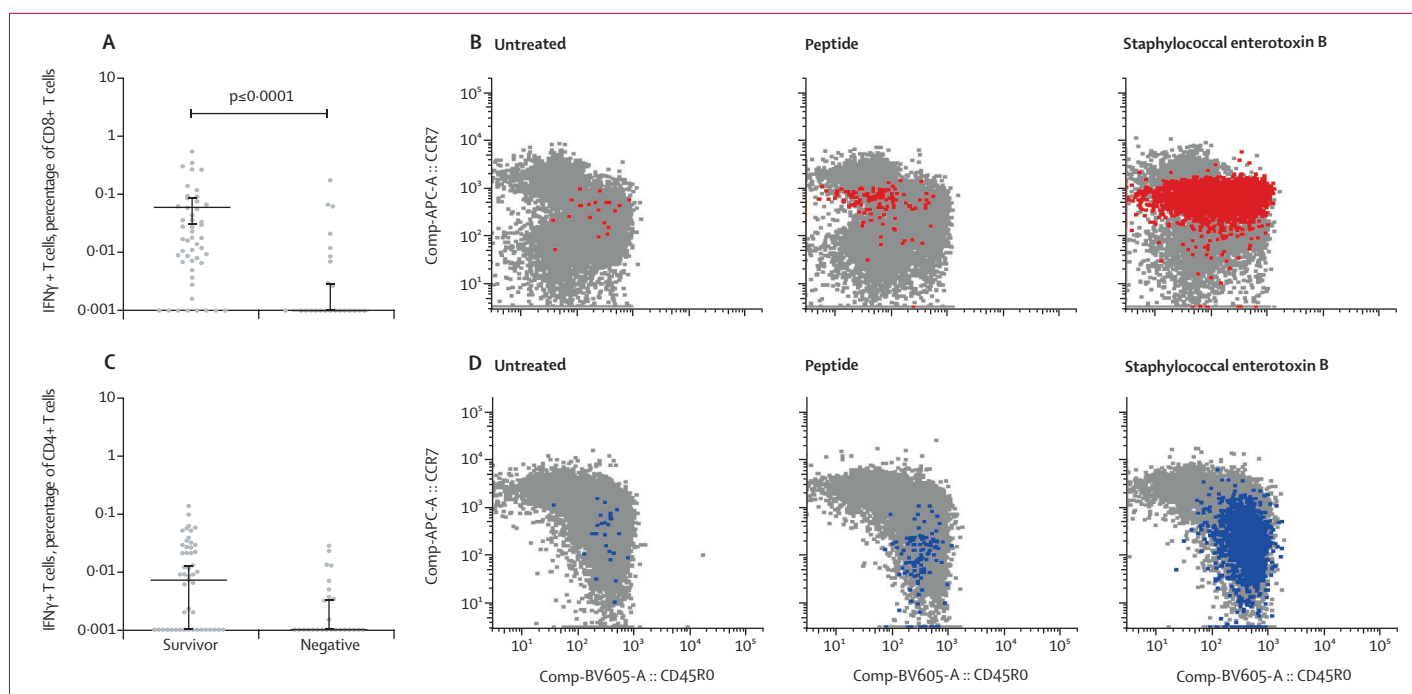 A
IFNγ + T cells, percentage of CD8+ T cells
10
1
0·1
0·01
0·001
p≤0·0001
B Untreated
Peptide
Staphylococcal enterotoxin B
Comp-APC-A :: CCR7
10⁵
10⁴
10³
10²
10¹
C
IFNγ+ T cells, percentage of CD4+ T cells
10
1
0·1
0·01
0·001
Survivor
Negative
D Untreated
Peptide
Staphylococcal enterotoxin B
Comp-APC-A :: CCR7
10⁵
10⁴
10³
10²
10¹
10¹ 10² 10³ 10⁴ 10⁵
10¹ 10² 10³ 10⁴ 10⁵
10¹ 10² 10³ 10⁴ 10⁵
Comp-BV605-A :: CD45R0
Comp-BV605-A :: CD45R0
Comp-BV605-A :: CD45R0